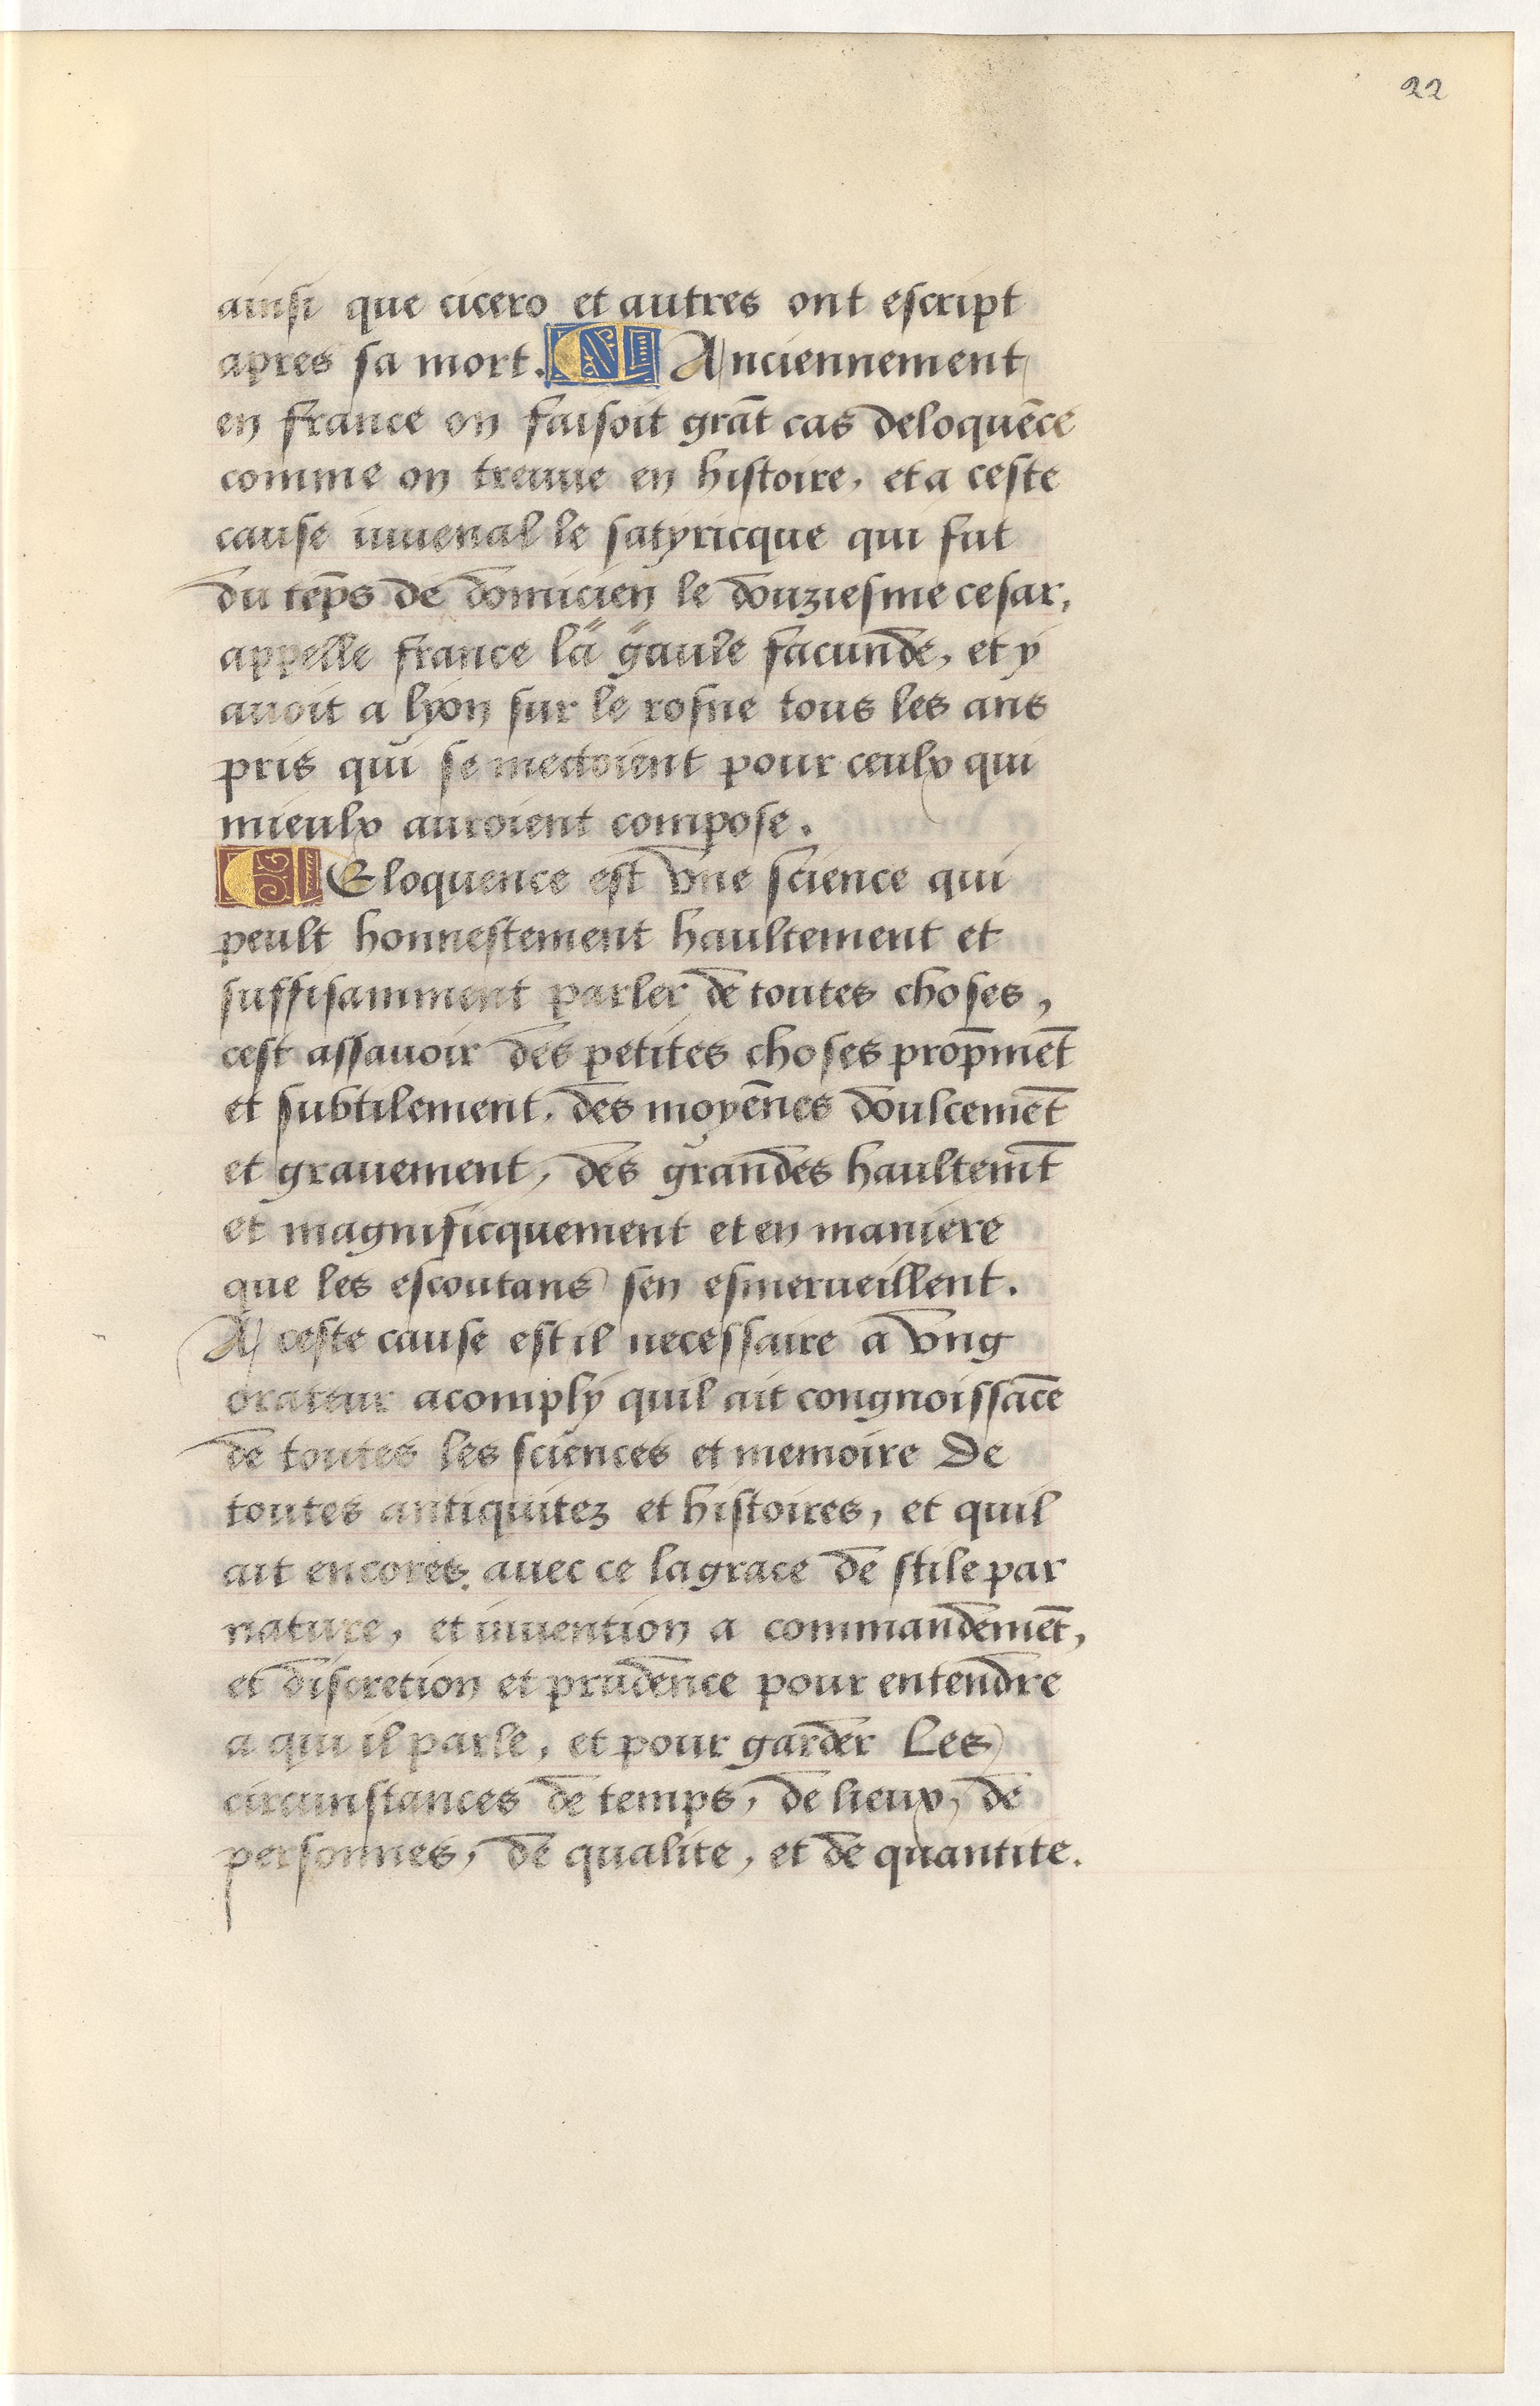 22
ainsi que cicero et autres ont escript
apres sa mort. ¶ Anciennement
en france on faisoit grãt cas deloquẽce
comme on treuue en histoire, et a ceste
cause iuuenal le satyricque qui fut
du tẽps de domicien le douziesme cesar,
appelle france la gaule facunde, et y
auoit a lyon sur le rosne tous les ans
pris qui se mectoient pour ceulx qui
mieulx auroient compose.
¶ Eloquence est vne science qui
peult honnestement haultement et
suffisamment parler de toutes choses,
cest assauoir des petites choses prop̄mẽt
et subtilement, des moyẽnes doulcemẽt
et grauement, des grandes haultem̃t
et magnificquement et en maniere
que les escoutans sen esmerueillent.
A ceste cause est il necessaire a vng
orateur acomply quil ait congnoissãce
de toutes les sciences et memoire De
toutes antiquitez et histoires, et quil
ait encores. auec ce la grace de stile par
nature, et inuention a commandemẽt,
et discretion et prudence pour entendre
a qui il parle, et pour garder Les
circunstances de temps, de lieux, de
personnes, de qualite, et de quantite.